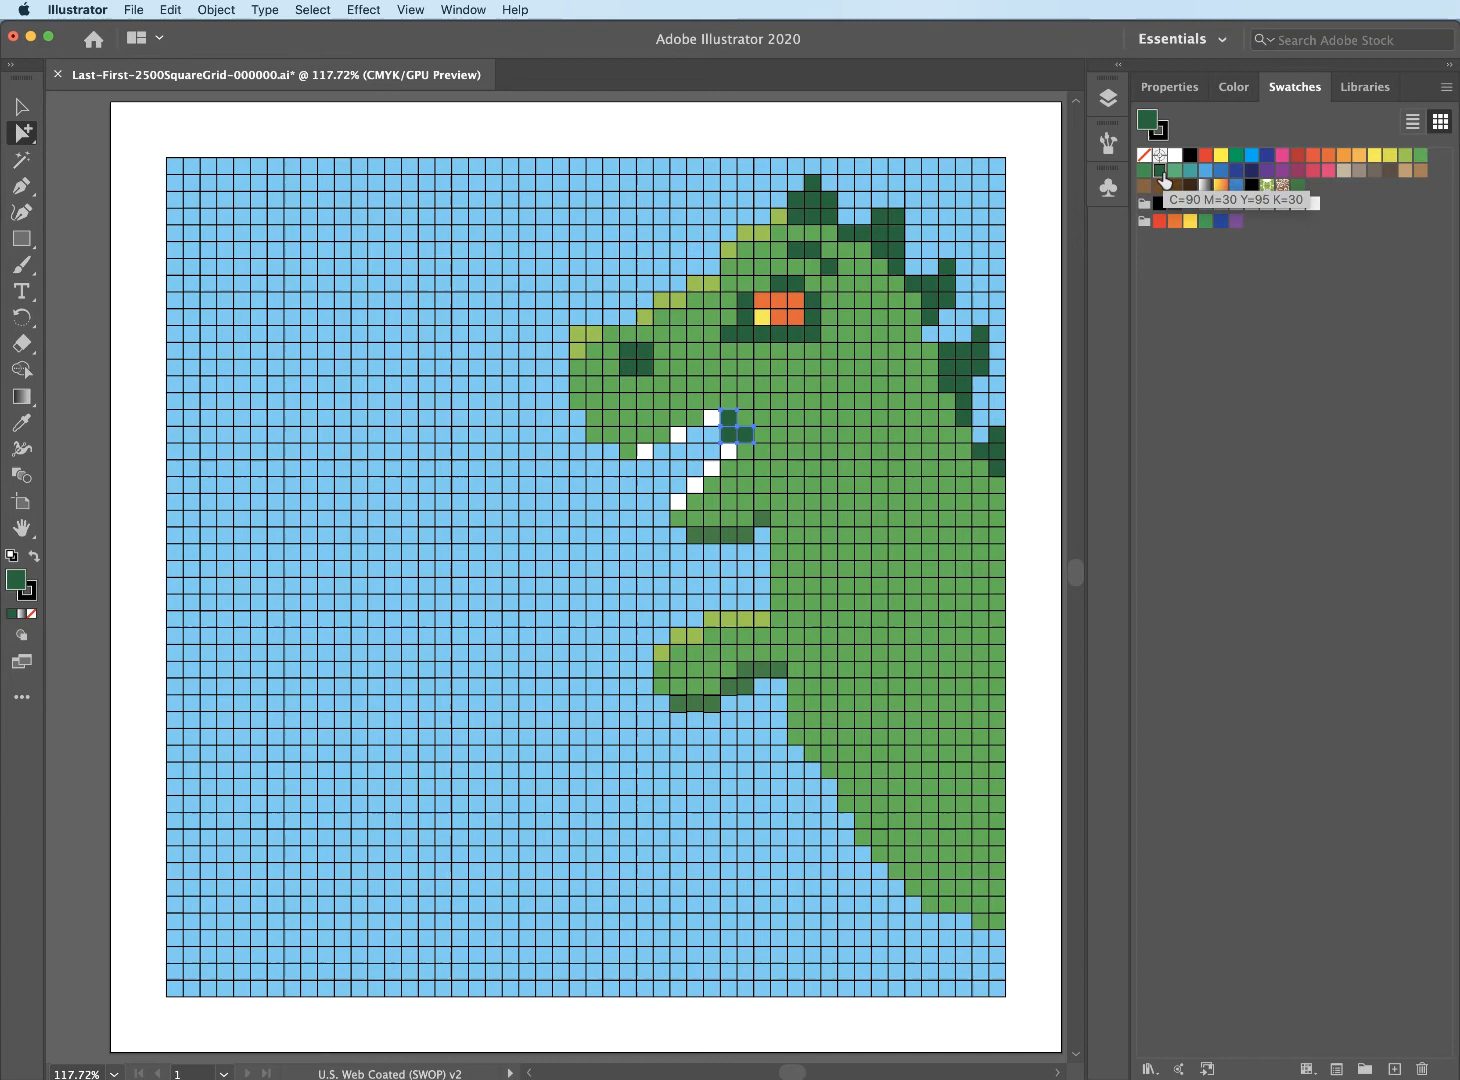 Illustrator File Edit Object Type Select Effect View Window Help
Adobe Illustrator 2020
Essentials
Search Adobe Stock
Last-First-2500SquareGrid-000000.ai* @ 117.72% (CMYK/GPU Preview)
Properties Color Swatches Libraries
C=90 M=30 Y=95 K=30
117.72% 1 U.S. Web Coated (SWOP) v2